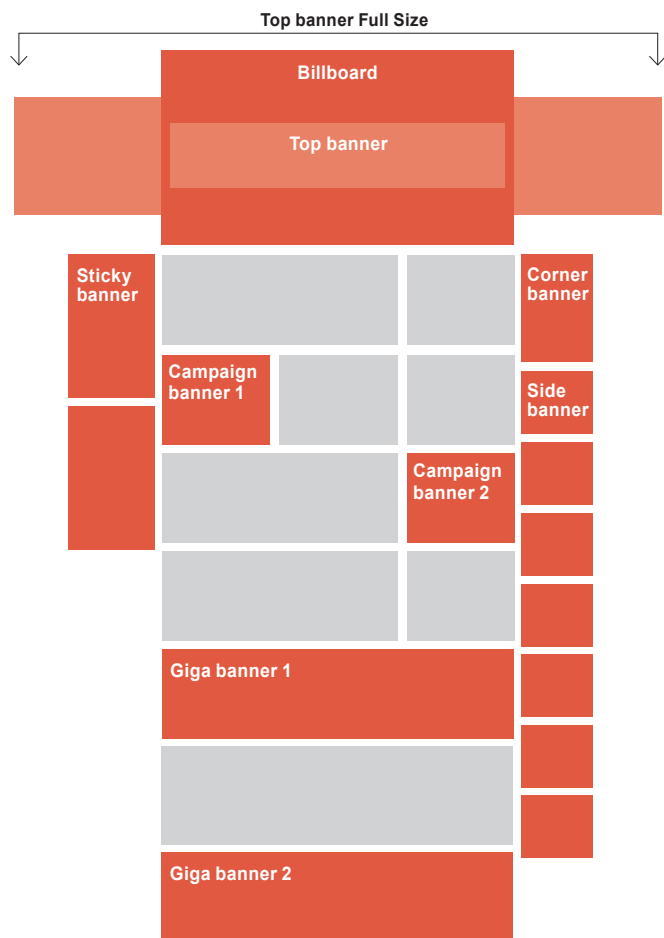 Top banner Full Size
Billboard
Top banner
Sticky
banner
Corner
banner
Campaign
banner 1
Side
banner
Campaign
banner 2
Giga banner 1
Giga banner 2